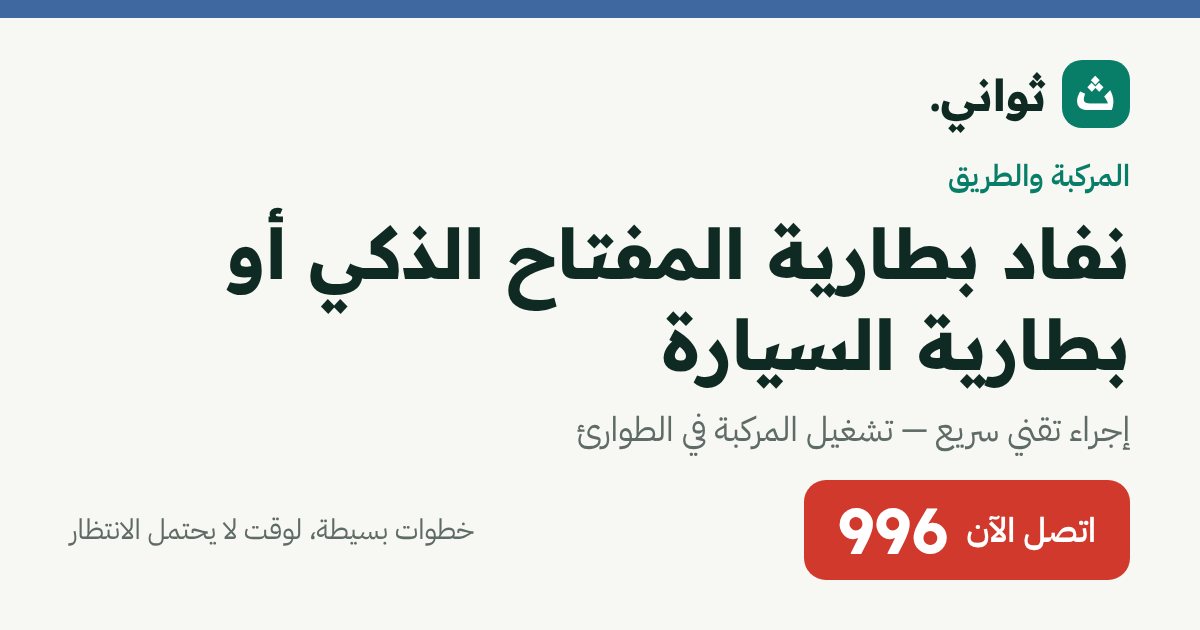 ث
ثواني.
المركبة والطريق
نفاد بطارية المفتاح الذكي أو
بطارية السيارة
إجراء تقني سريع — تشغيل المركبة في الطوارئ
اتصل الآن 996
خطوات بسيطة، لوقت لا يحتمل الانتظار